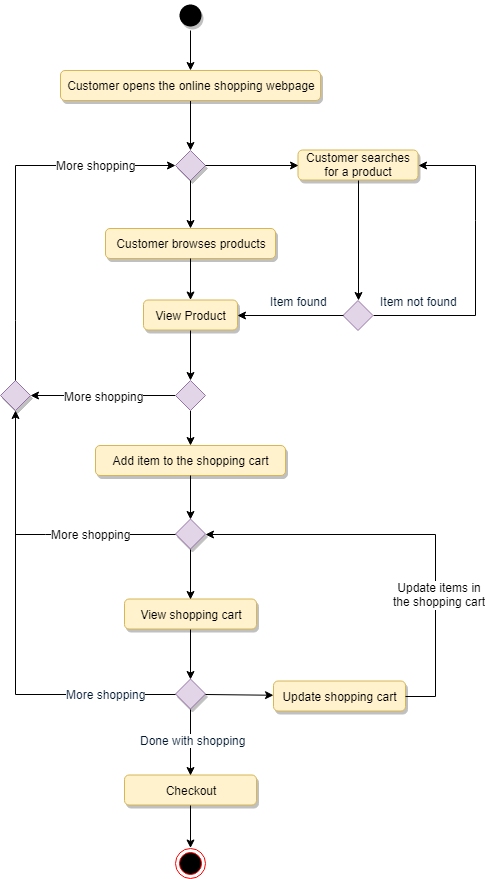 Customer opens the online shopping webpage
More shopping
Customer searches
for a product
Customer browses products
Item found
Item not found
View Product
More shopping
Add item to the shopping cart
More shopping
Update items in
the shopping cart
View shopping cart
More shopping
Update shopping cart
Done with shopping
Checkout